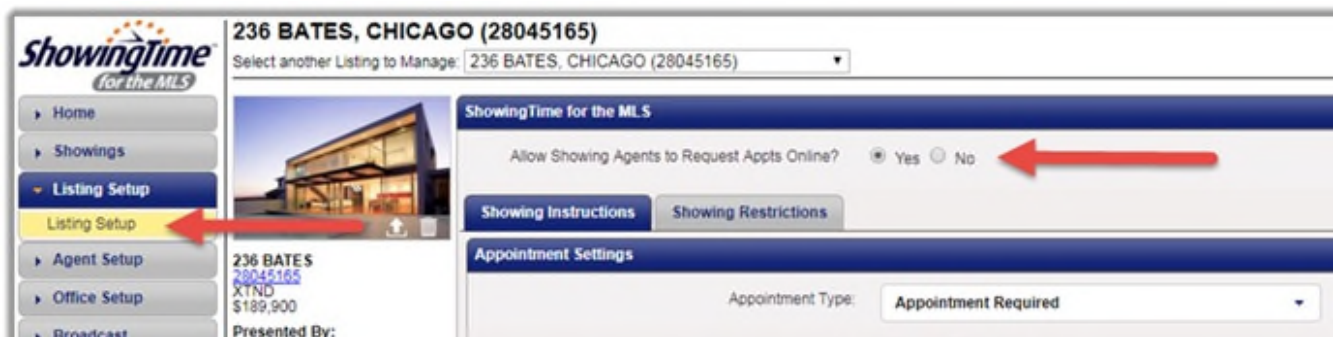 ShowingTime
for the MLS
Home
Showings
Listing Setup
Listing Setup
Agent Setup
Office Setup
Broadcast
236 BATES, CHICAGO (28045165)
Select another Listing to Manage: 236 BATES, CHICAGO (28045165)
236 BATES
28045165
XTND
$189,900
Presented By:
ShowingTime for the MLS
Allow Showing Agents to Request Appts Online? Yes No
Showing Instructions Showing Restrictions
Appointment Settings
Appointment Type: Appointment Required